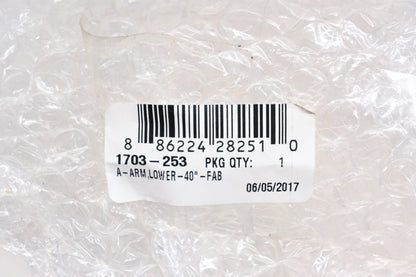 8 86224 28251 0
1703-253 PKG QTY: 1
A-ARM,LOWER-40"-FAB
06/05/2017